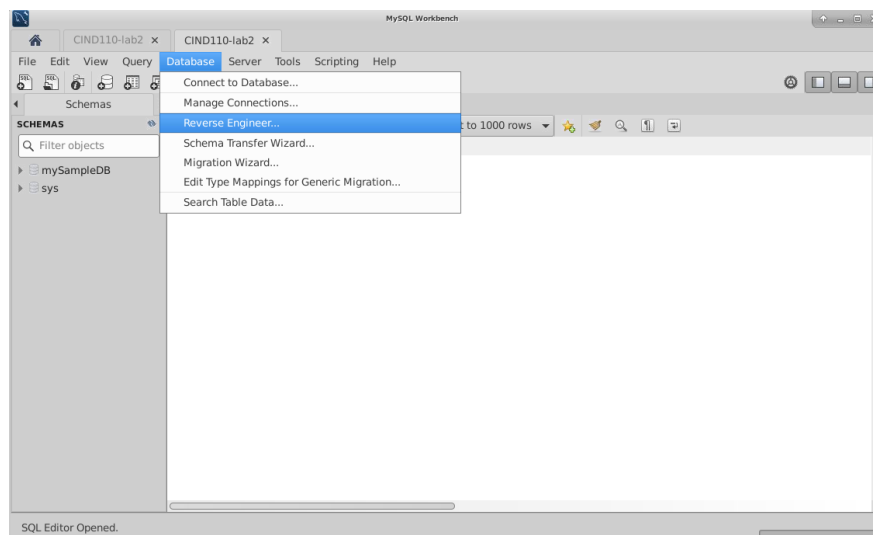 MySQL Workbench
CIND110-lab2 × CIND110-lab2 ×
File Edit View Query Database Server Tools Scripting Help
Connect to Database...
Schemas
Manage Connections...
SCHEMAS
Reverse Engineer...
t to 1000 rows
Filter objects
Schema Transfer Wizard...
mySampleDB
Migration Wizard...
sys
Edit Type Mappings for Generic Migration...
Search Table Data...
SQL Editor Opened.